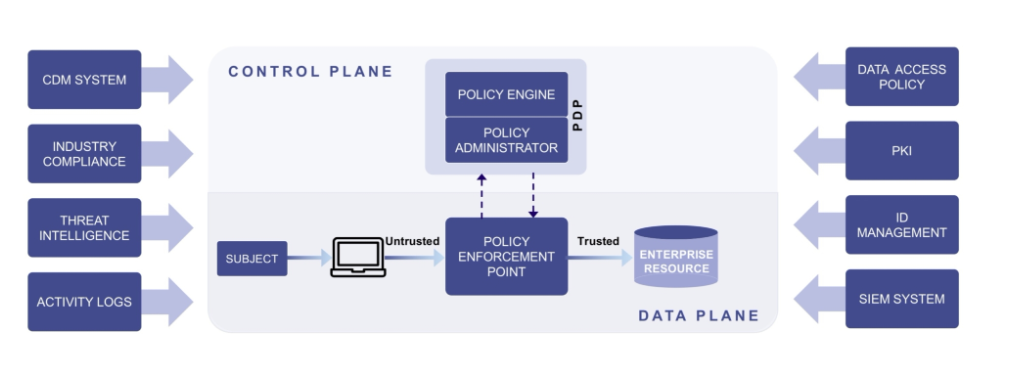 CDM SYSTEM
INDUSTRY
COMPLIANCE
THREAT
INTELLIGENCE
ACTIVITY LOGS
CONTROL PLANE
POLICY ENGINE
POLICY
ADMINISTRATOR
PDP
SUBJECT
Untrusted
POLICY
ENFORCEMENT
POINT
Trusted
ENTERPRISE
RESOURCE
DATA PLANE
DATA ACCESS
POLICY
PKI
ID
MANAGEMENT
SIEM SYSTEM